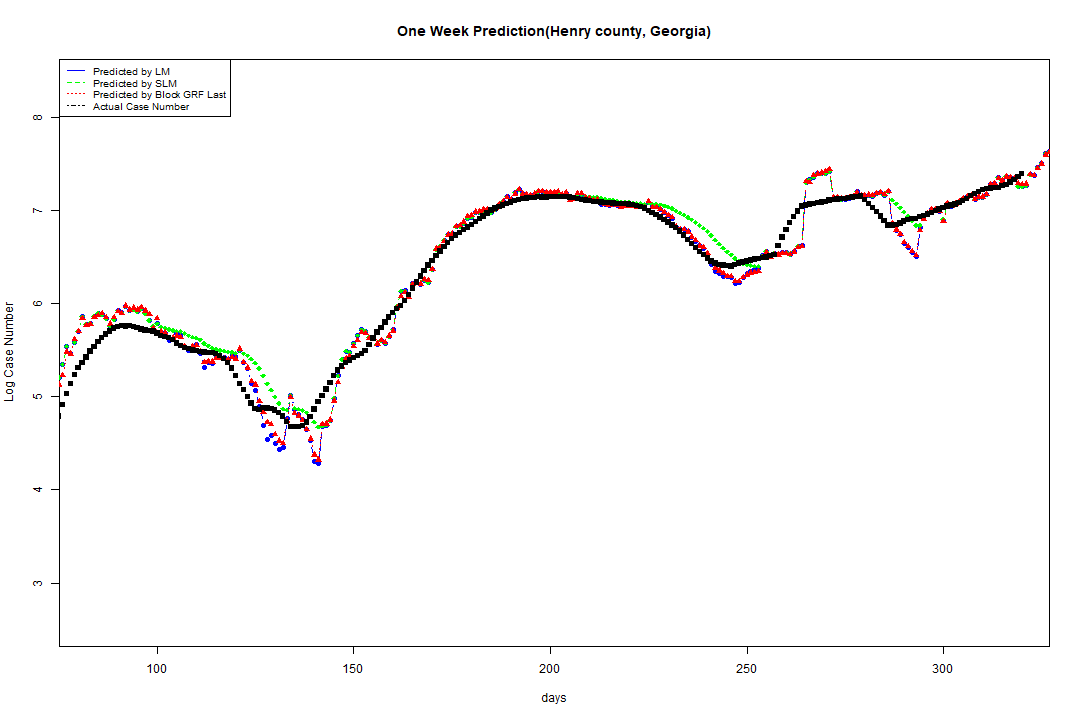 One Week Prediction(Henry county, Georgia)
Predicted by LM
Predicted by SLM
Predicted by Block GRF Last
Actual Case Number
8
7
6
5
4
3
Log Case Number
100 150 200 250 300
days